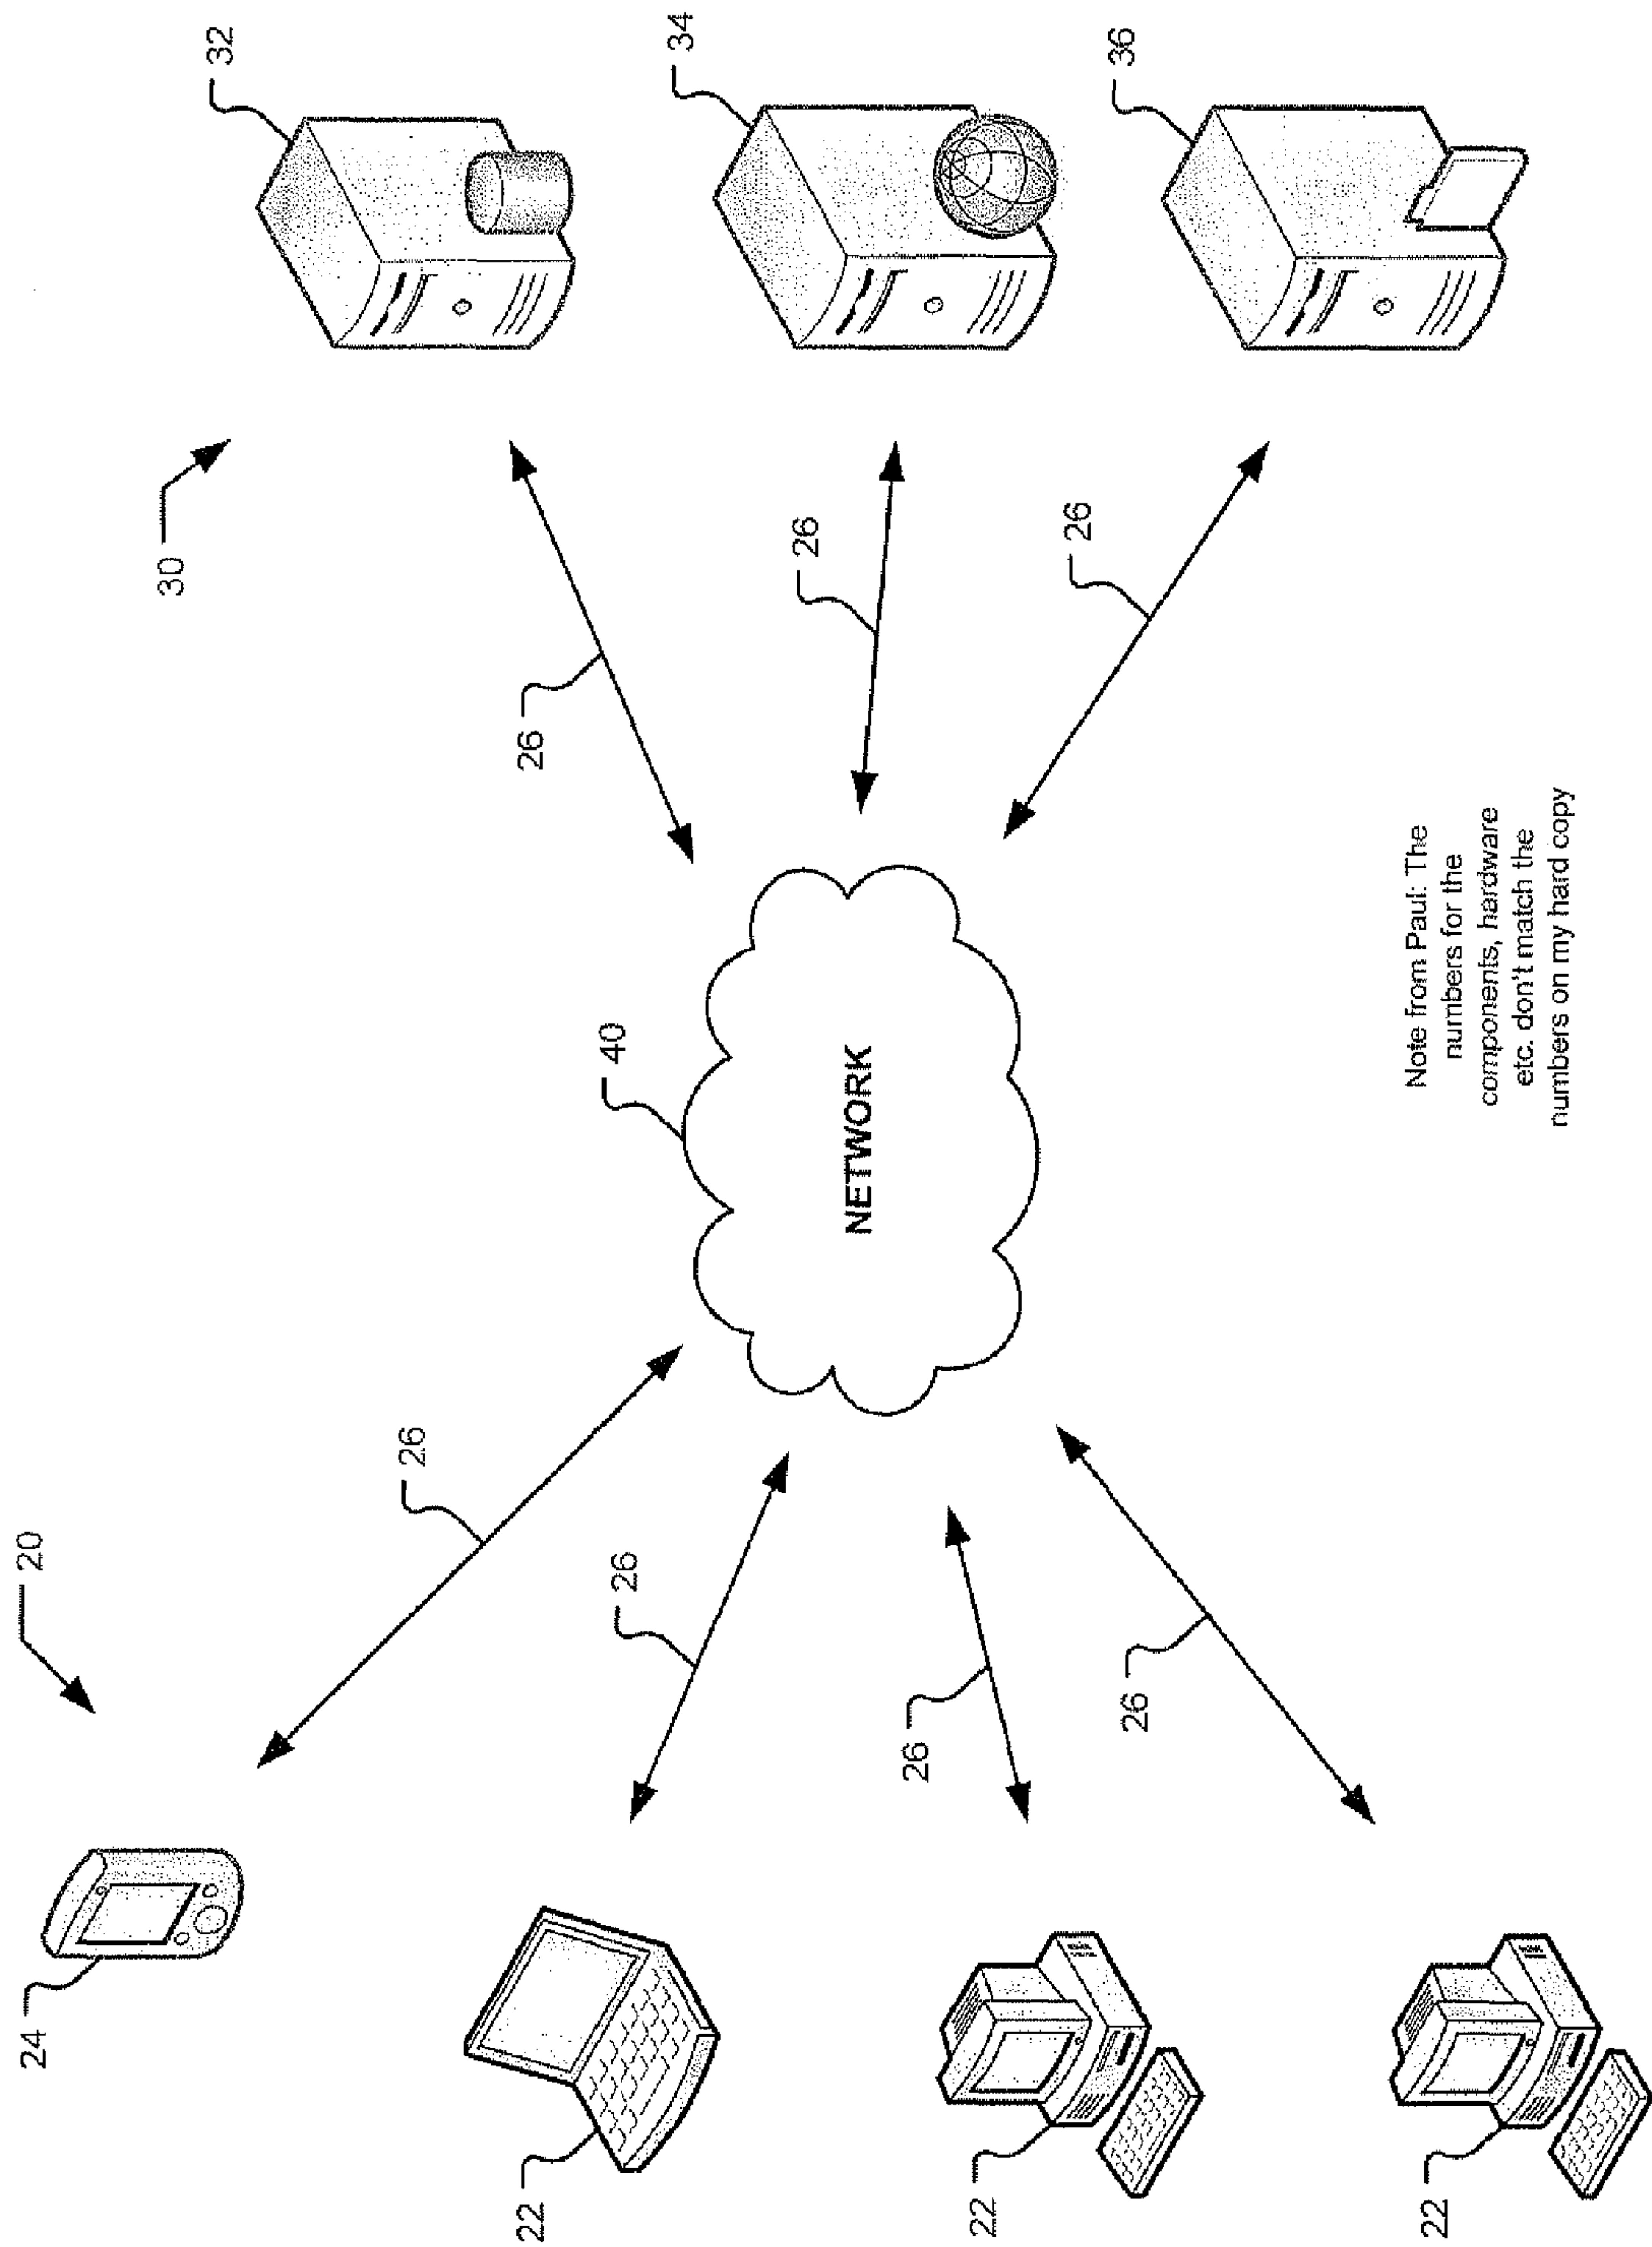 24
20
30
32
26
22
26
40
26
34
26
NETWORK
26
22
26
36
26
22
Note from Paul: The
numbers for the
components, hardware
etc. don't match the
numbers on my hard copy